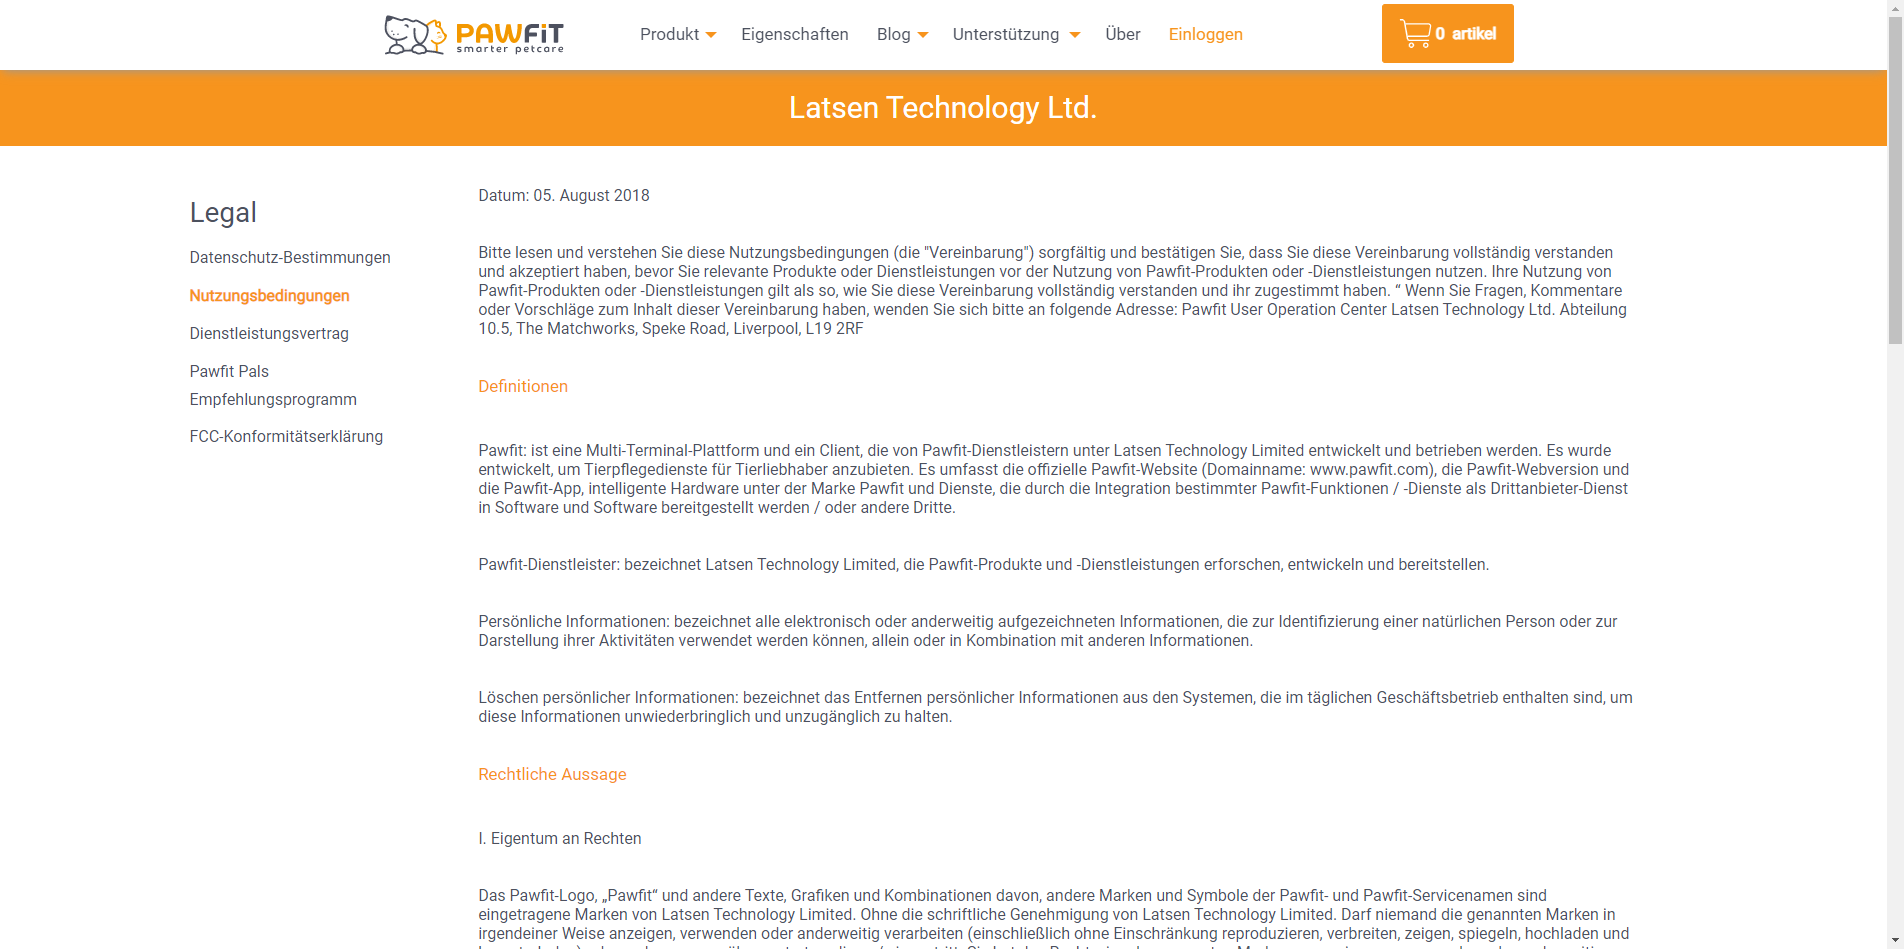 PAWFiT
smarter petcare
Produkt
Eigenschaften
Blog
Unterstützung
Über
Einloggen
0 artikel
Latsen Technology Ltd.
Legal
Datenschutz-Bestimmungen
Nutzungsbedingungen
Dienstleistungsvertrag
Pawfit Pals
Empfehlungsprogramm
FCC-Konformitätserklärung
Datum: 05. August 2018
Bitte lesen und verstehen Sie diese Nutzungsbedingungen (die "Vereinbarung") sorgfältig und bestätigen Sie, dass Sie diese Vereinbarung vollständig verstanden
und akzeptiert haben, bevor Sie relevante Produkte oder Dienstleistungen vor der Nutzung von Pawfit-Produkten oder -Dienstleistungen nutzen. Ihre Nutzung von
Pawfit-Produkten oder -Dienstleistungen gilt als so, wie Sie diese Vereinbarung vollständig verstanden und ihr zugestimmt haben. “ Wenn Sie Fragen, Kommentare
oder Vorschläge zum Inhalt dieser Vereinbarung haben, wenden Sie sich bitte an folgende Adresse: Pawfit User Operation Center Latsen Technology Ltd. Abteilung
10.5, The Matchworks, Speke Road, Liverpool, L19 2RF
Definitionen
Pawfit: ist eine Multi-Terminal-Plattform und ein Client, die von Pawfit-Dienstleistern unter Latsen Technology Limited entwickelt und betrieben werden. Es wurde
entwickelt, um Tierpflegedienste für Tierliebhaber anzubieten. Es umfasst die offizielle Pawfit-Website (Domainname: www.pawfit.com), die Pawfit-Webversion und
die Pawfit-App, intelligente Hardware unter der Marke Pawfit und Dienste, die durch die Integration bestimmter Pawfit-Funktionen / -Dienste als Drittanbieter-Dienst
in Software und Software bereitgestellt werden / oder andere Dritte.
Pawfit-Dienstleister: bezeichnet Latsen Technology Limited, die Pawfit-Produkte und -Dienstleistungen erforschen, entwickeln und bereitstellen.
Persönliche Informationen: bezeichnet alle elektronisch oder anderweitig aufgezeichneten Informationen, die zur Identifizierung einer natürlichen Person oder zur
Darstellung ihrer Aktivitäten verwendet werden können, allein oder in Kombination mit anderen Informationen.
Löschen persönlicher Informationen: bezeichnet das Entfernen persönlicher Informationen aus den Systemen, die im täglichen Geschäftsbetrieb enthalten sind, um
diese Informationen unwiederbringlich und unzugänglich zu halten.
Rechtliche Aussage
I. Eigentum an Rechten
Das Pawfit-Logo, „Pawfit“ und andere Texte, Grafiken und Kombinationen davon, andere Marken und Symbole der Pawfit- und Pawfit-Servicenamen sind
eingetragene Marken von Latsen Technology Limited. Ohne die schriftliche Genehmigung von Latsen Technology Limited. Darf niemand die genannten Marken in
irgendeiner Weise anzeigen, verwenden oder anderweitig verarbeiten (einschließlich ohne Einschränkung reproduzieren, verbreiten, zeigen, spiegeln, hochladen und